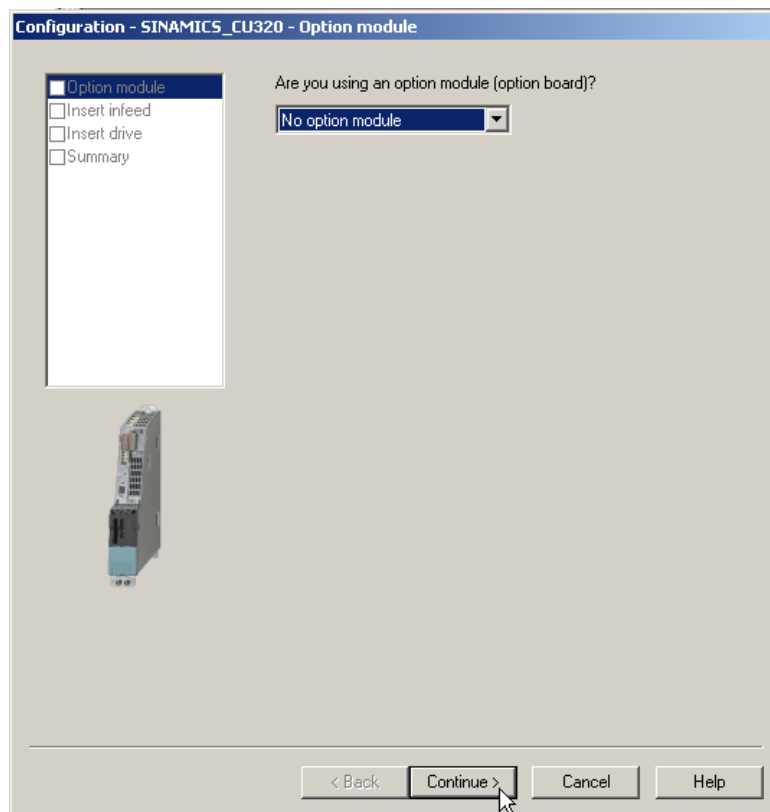 Configuration - SINAMICS_CU320 - Option module
Option module
Insert infeed
Insert drive
Summary
Are you using an option module (option board)?
No option module
< Back
Continue >
Cancel
Help